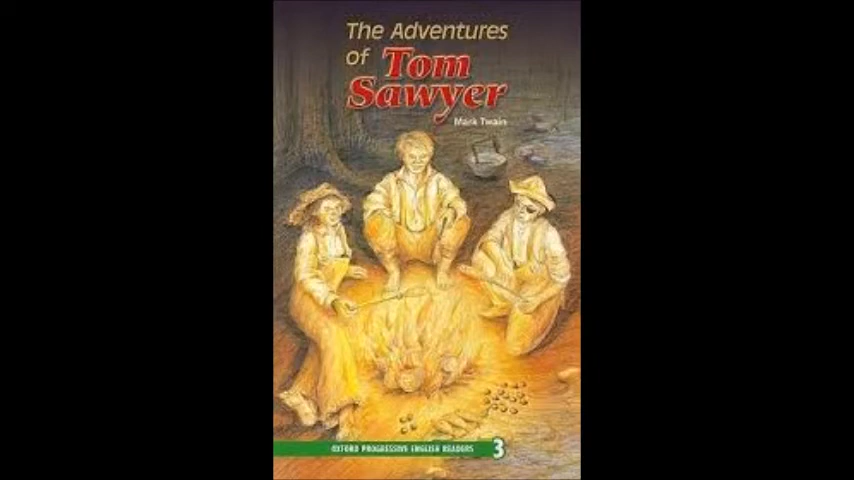 The Adventures
of Tom
Sawyer
Mark Twain
OXFORD PROGRESSIVE ENGLISH READERS 3